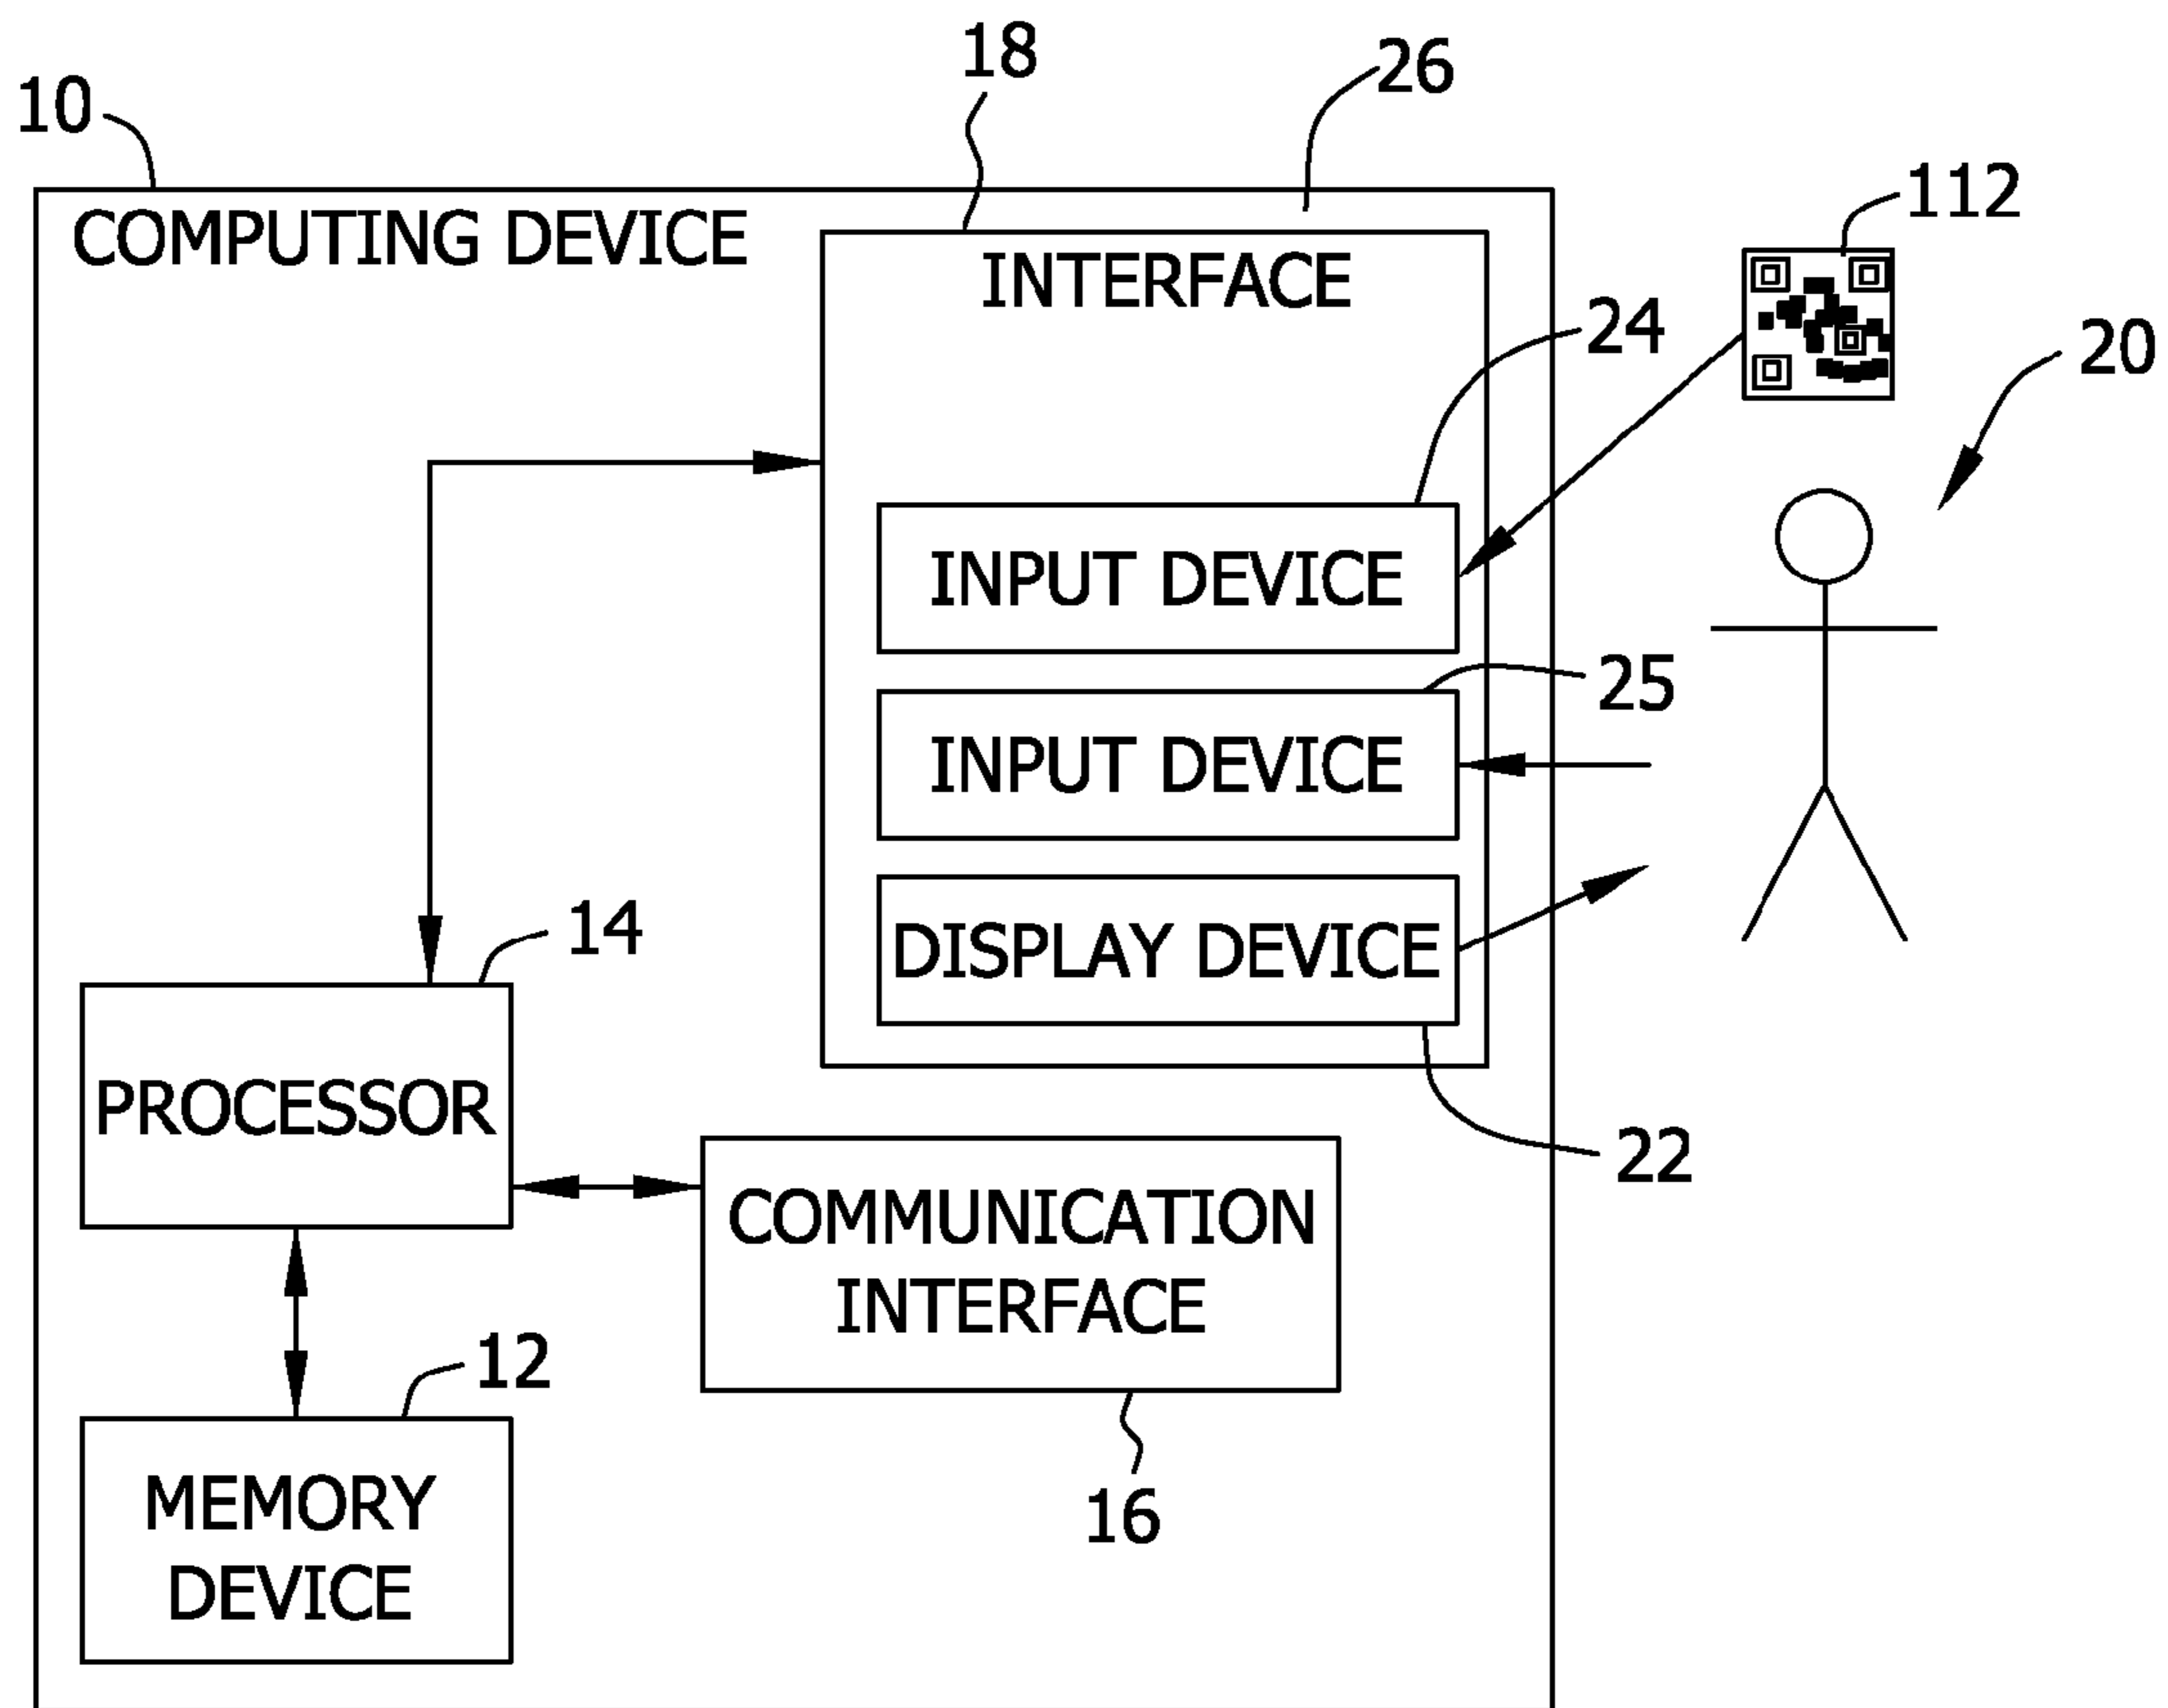 18
26
10
112
COMPUTING DEVICE
INTERFACE
24
20
INPUT DEVICE
25
INPUT DEVICE
14
DISPLAY DEVICE
PROCESSOR
22
COMMUNICATION
INTERFACE
12
16
MEMORY
DEVICE